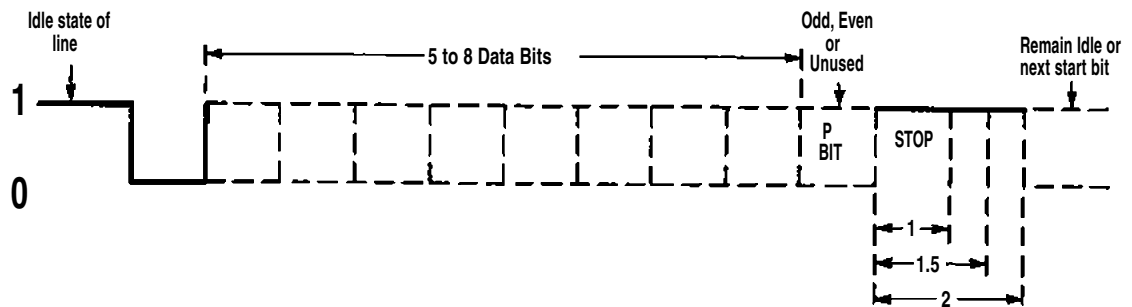 Idle state of
line
5 to 8 Data Bits
Odd, Even
or
Unused
Remain Idle or
next start bit
1
0
P
BIT
STOP
1
1.5
2